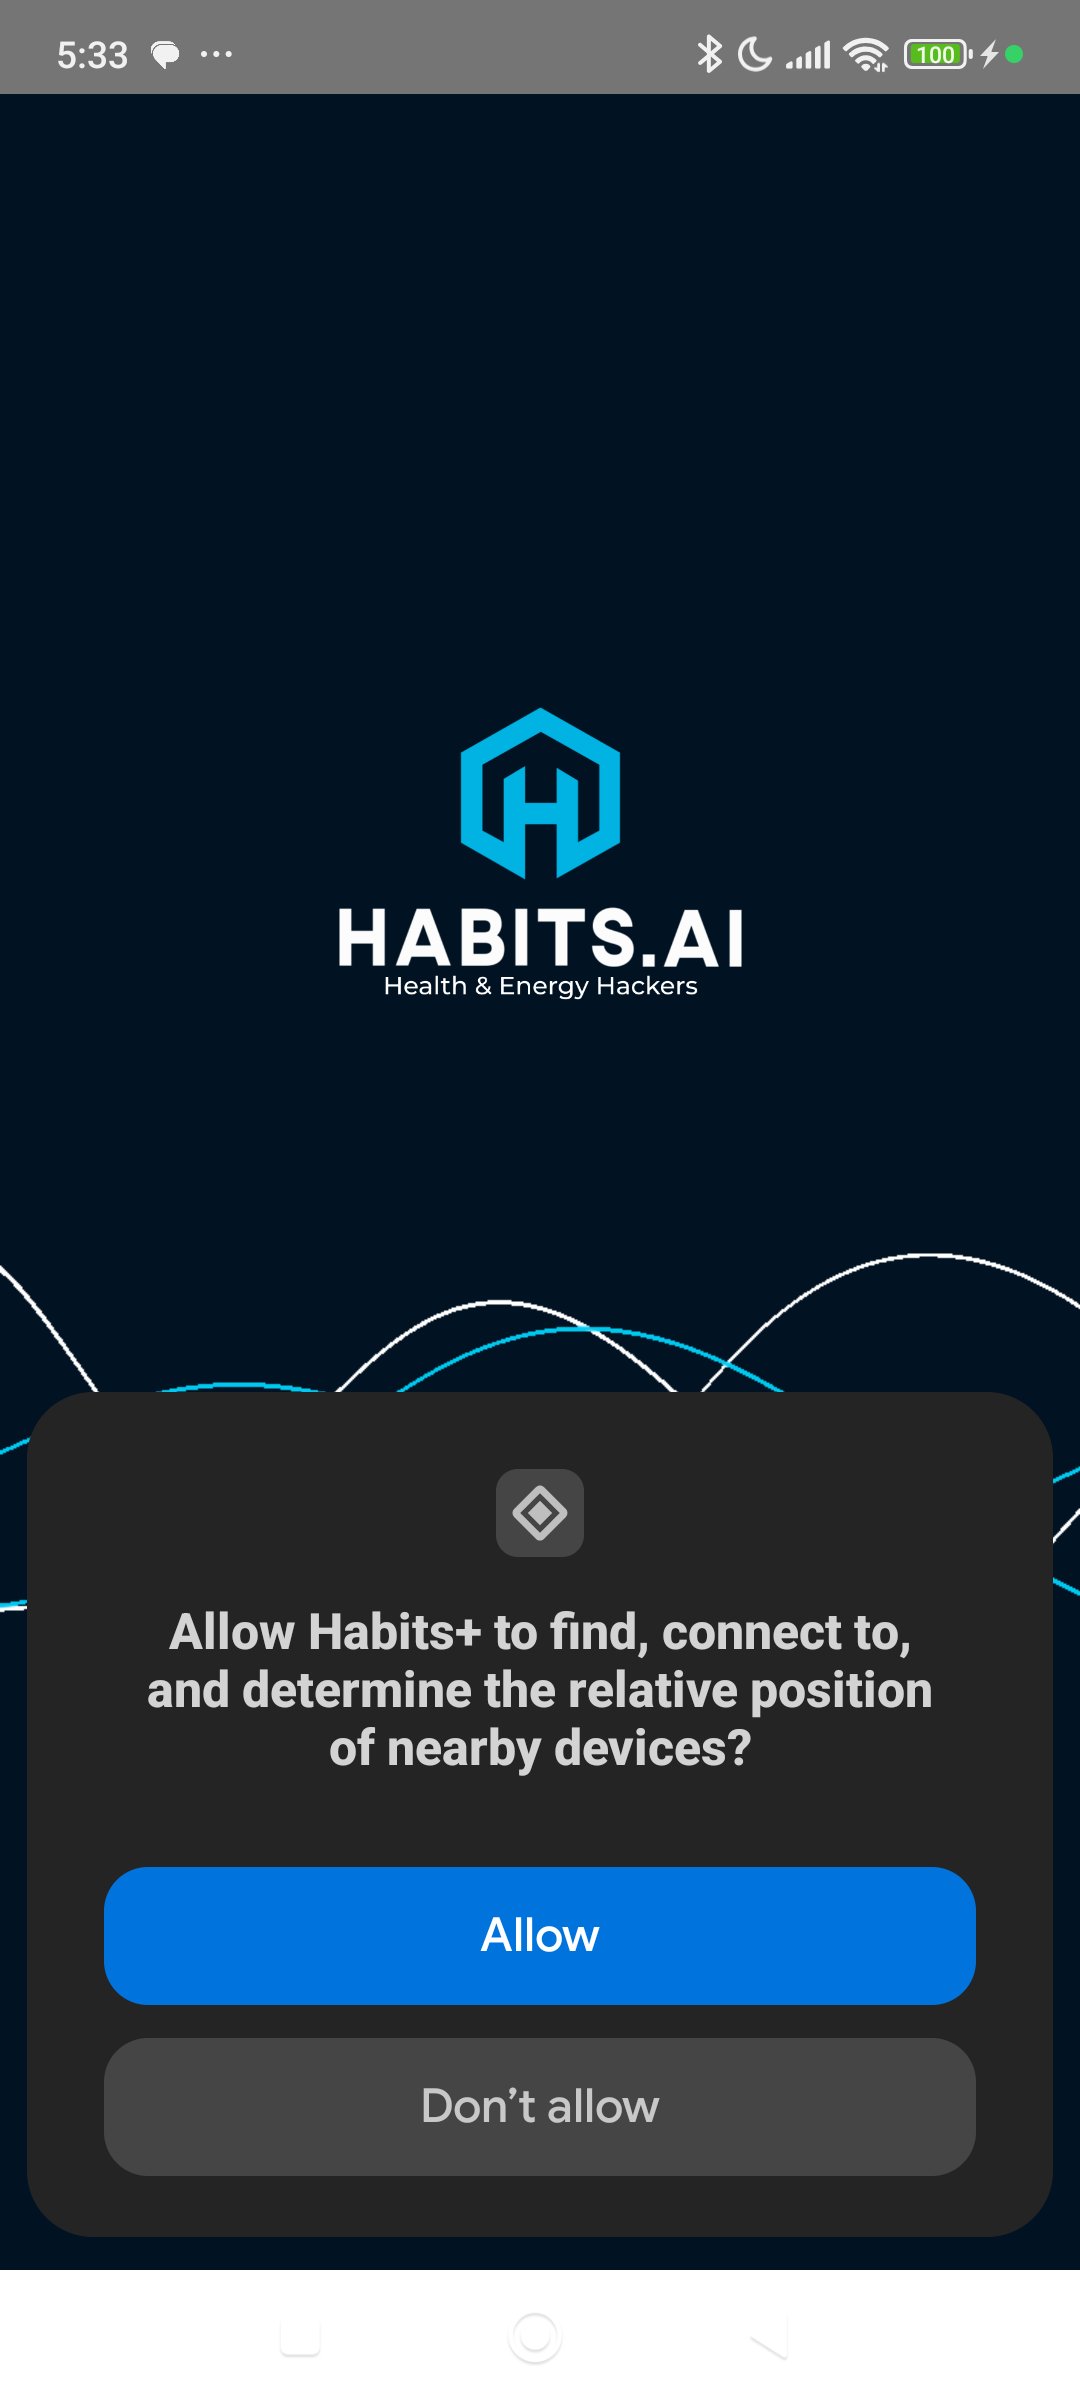 5:33
100
HABITS.AI
Health & Energy Hackers
Allow Habits+ to find, connect to,
and determine the relative position
of nearby devices?
Allow
Don’t allow